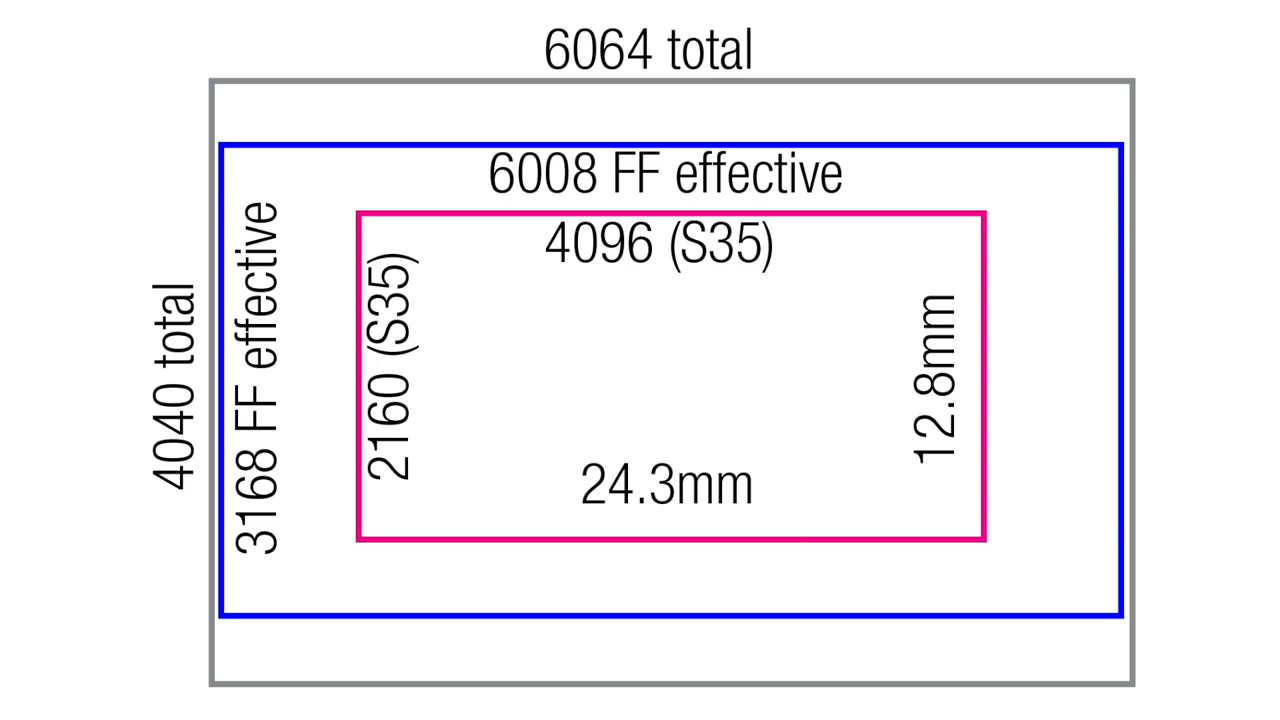 6064 total
6008 FF effective
4096 (S35)
4040 total
3168 FF effective
2160 (S35)
12.8mm
24.3mm